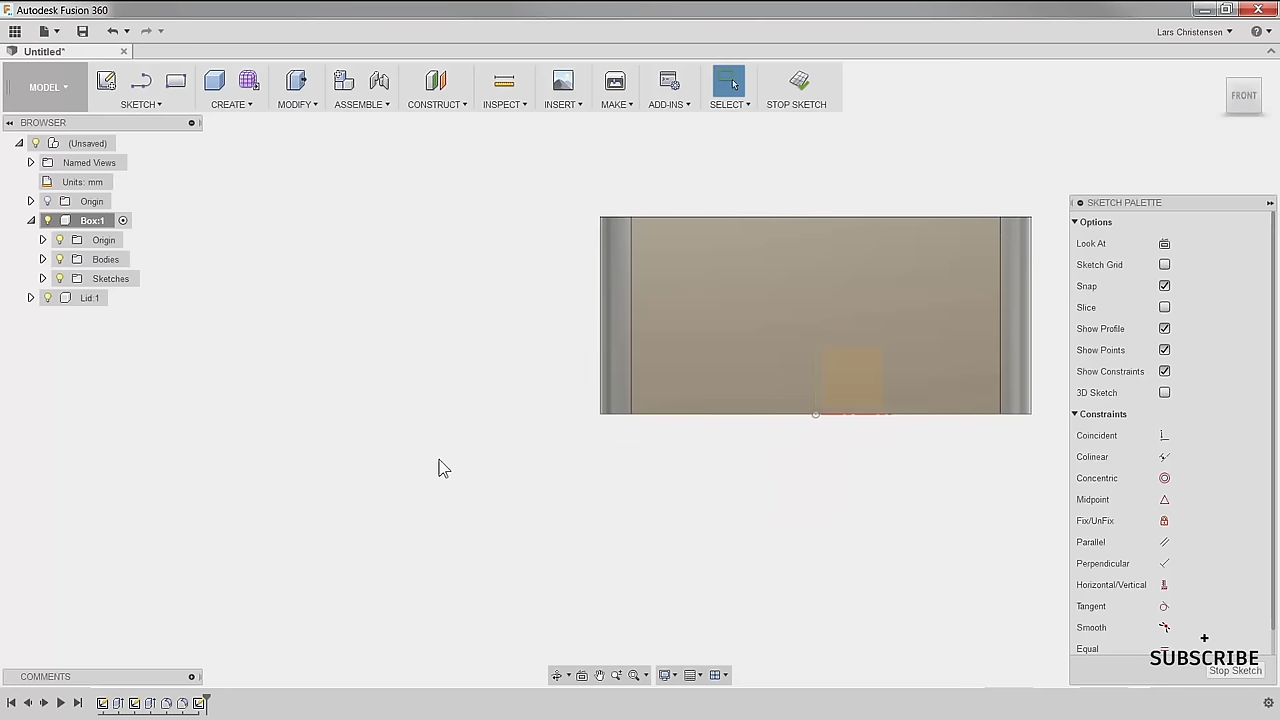 Autodesk Fusion 360
Lars Christensen
Untitled*
MODEL
SKETCH
CREATE
MODIFY
ASSEMBLE
CONSTRUCT
INSPECT
INSERT
MAKE
ADD-INS
SELECT
STOP SKETCH
FRONT
BROWSER
(Unsaved)
Named Views
Units: mm
Origin
Box:1
Origin
Bodies
Sketches
Lid:1
SKETCH PALETTE
Options
Look At
Sketch Grid
Snap
Slice
Show Profile
Show Points
Show Constraints
3D Sketch
Constraints
Coincident
Colinear
Concentric
Midpoint
Fix/UnFix
Parallel
Perpendicular
Horizontal/Vertical
Tangent
Smooth
Equal
SUBSCRIBE
Stop Sketch
COMMENTS